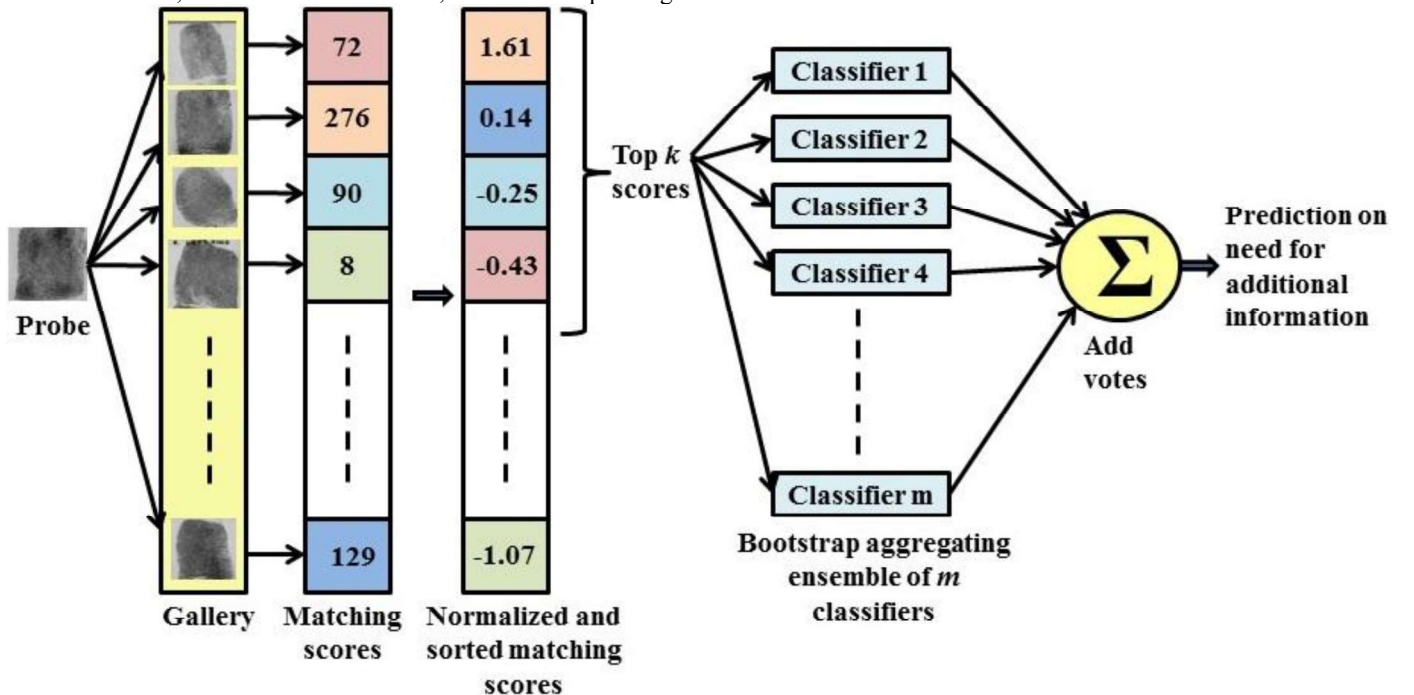 Probe
Gallery
72
276
90
8
129
Matching
scores
1.61
0.14
-0.25
-0.43
-1.07
Normalized and
sorted matching
scores
Top k
scores
Classifier 1
Classifier 2
Classifier 3
Classifier 4
Classifier m
Bootstrap aggregating
ensemble of m
classifiers
Σ
Add
votes
Prediction on
need for
additional
information